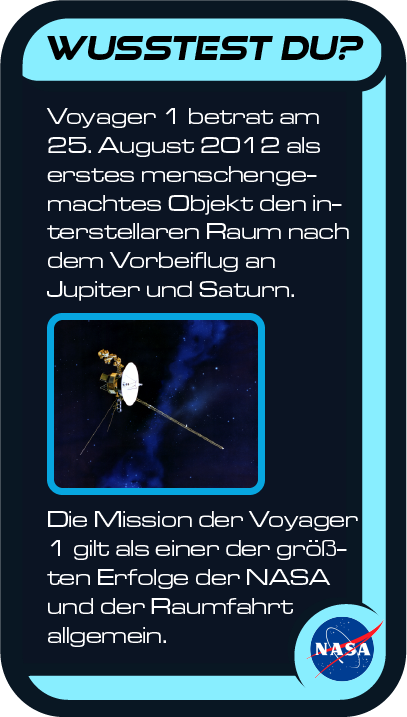 WUSSTEST DU?
Voyager 1 betrat am
25. August 2012 als
erstes menschenge-
machtes Objekt den in-
terstellaren Raum nach
dem Vorbeiflug an
Jupiter und Saturn.
Die Mission der Voyager
1 gilt als einer der größ-
ten Erfolge der NASA
und der Raumfahrt
allgemein.
NASA